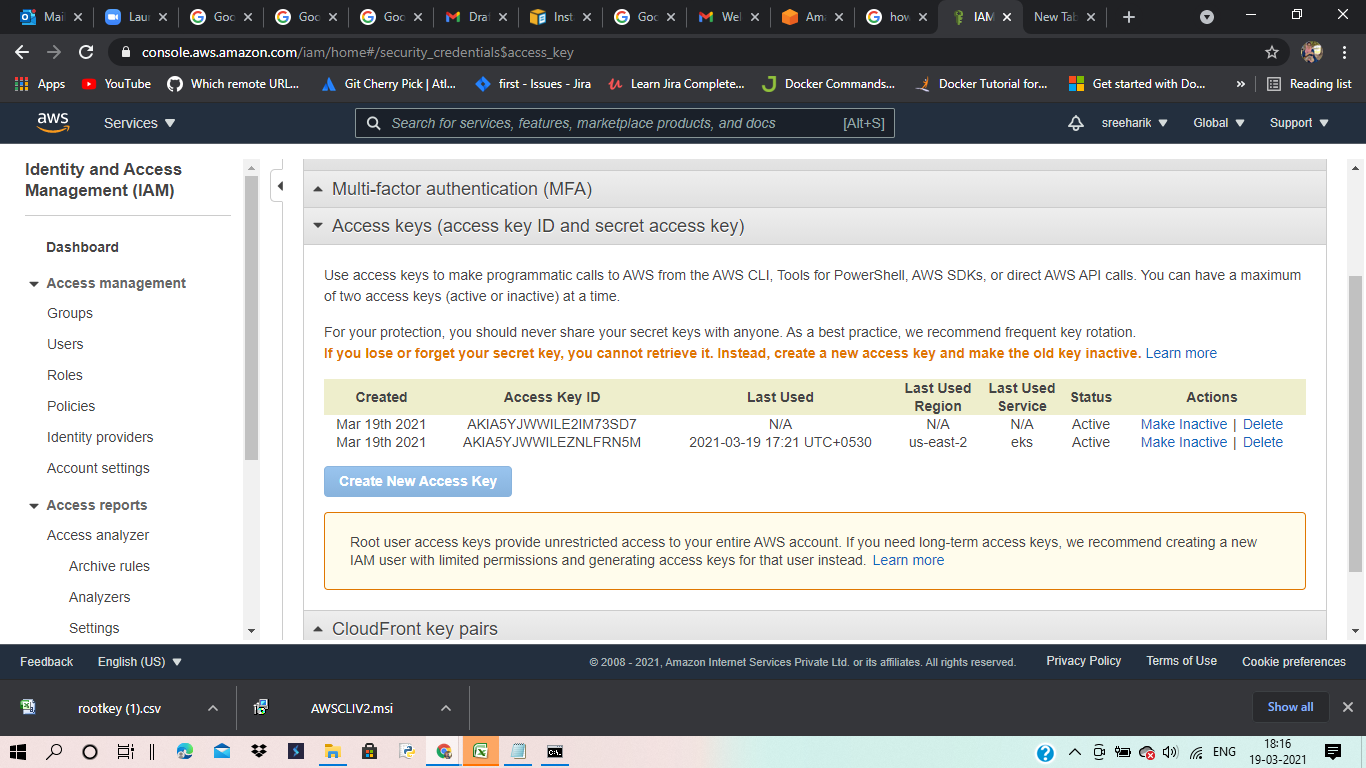 Mail
Laun
Goc
Goc
Goc
Draf
Inst
Goc
Wel
Ama
how
IAM
New Tab
console.aws.amazon.com/iam/home#/security_credentials$access_key
Apps
YouTube
Which remote URL...
Git Cherry Pick | Atl...
first - Issues - Jira
Learn Jira Complete...
Docker Commands...
Docker Tutorial for...
Get started with Do...
»
Reading list
aws
Services
Search for services, features, marketplace products, and docs [Alt+S]
sreeharik
Global
Support
Identity and Access
Management (IAM)
Dashboard
Access management
Groups
Users
Roles
Policies
Identity providers
Account settings
Access reports
Access analyzer
Archive rules
Analyzers
Settings
Multi-factor authentication (MFA)
Access keys (access key ID and secret access key)
Use access keys to make programmatic calls to AWS from the AWS CLI, Tools for PowerShell, AWS SDKs, or direct AWS API calls. You can have a maximum
of two access keys (active or inactive) at a time.
For your protection, you should never share your secret keys with anyone. As a best practice, we recommend frequent key rotation.
If you lose or forget your secret key, you cannot retrieve it. Instead, create a new access key and make the old key inactive. Learn more
Created Access Key ID Last Used Last Used Region Last Used Service Status Actions
Mar 19th 2021 AKIA5YJWWILE2IM73SD7 N/A N/A N/A Active Make Inactive | Delete
Mar 19th 2021 AKIA5YJWWILEZNLFRN5M 2021-03-19 17:21 UTC+0530 us-east-2 eks Active Make Inactive | Delete
Create New Access Key
Root user access keys provide unrestricted access to your entire AWS account. If you need long-term access keys, we recommend creating a new
IAM user with limited permissions and generating access keys for that user instead. Learn more
CloudFront key pairs
Feedback
English (US)
© 2008 - 2021, Amazon Internet Services Private Ltd. or its affiliates. All rights reserved.
Privacy Policy
Terms of Use
Cookie preferences
rootkey (1).csv
AWSCLIV2.msi
Show all
ENG
18:16
19-03-2021